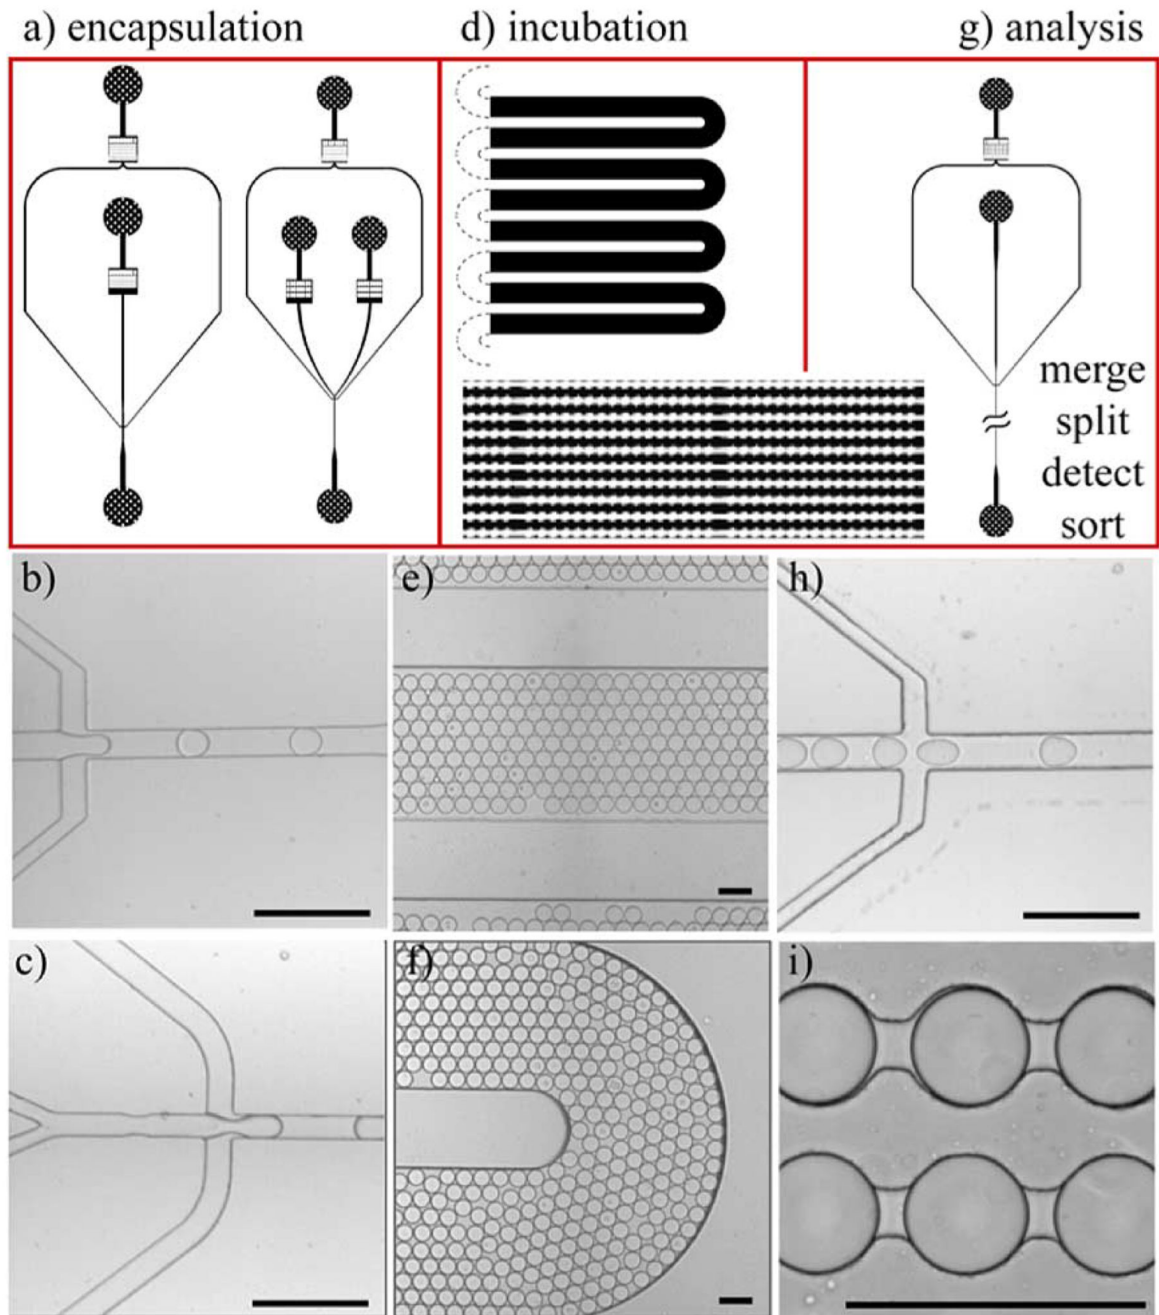 a) encapsulation
d) incubation
g) analysis
merge
split
detect
sort
b)
e)
h)
c)
f)
i)